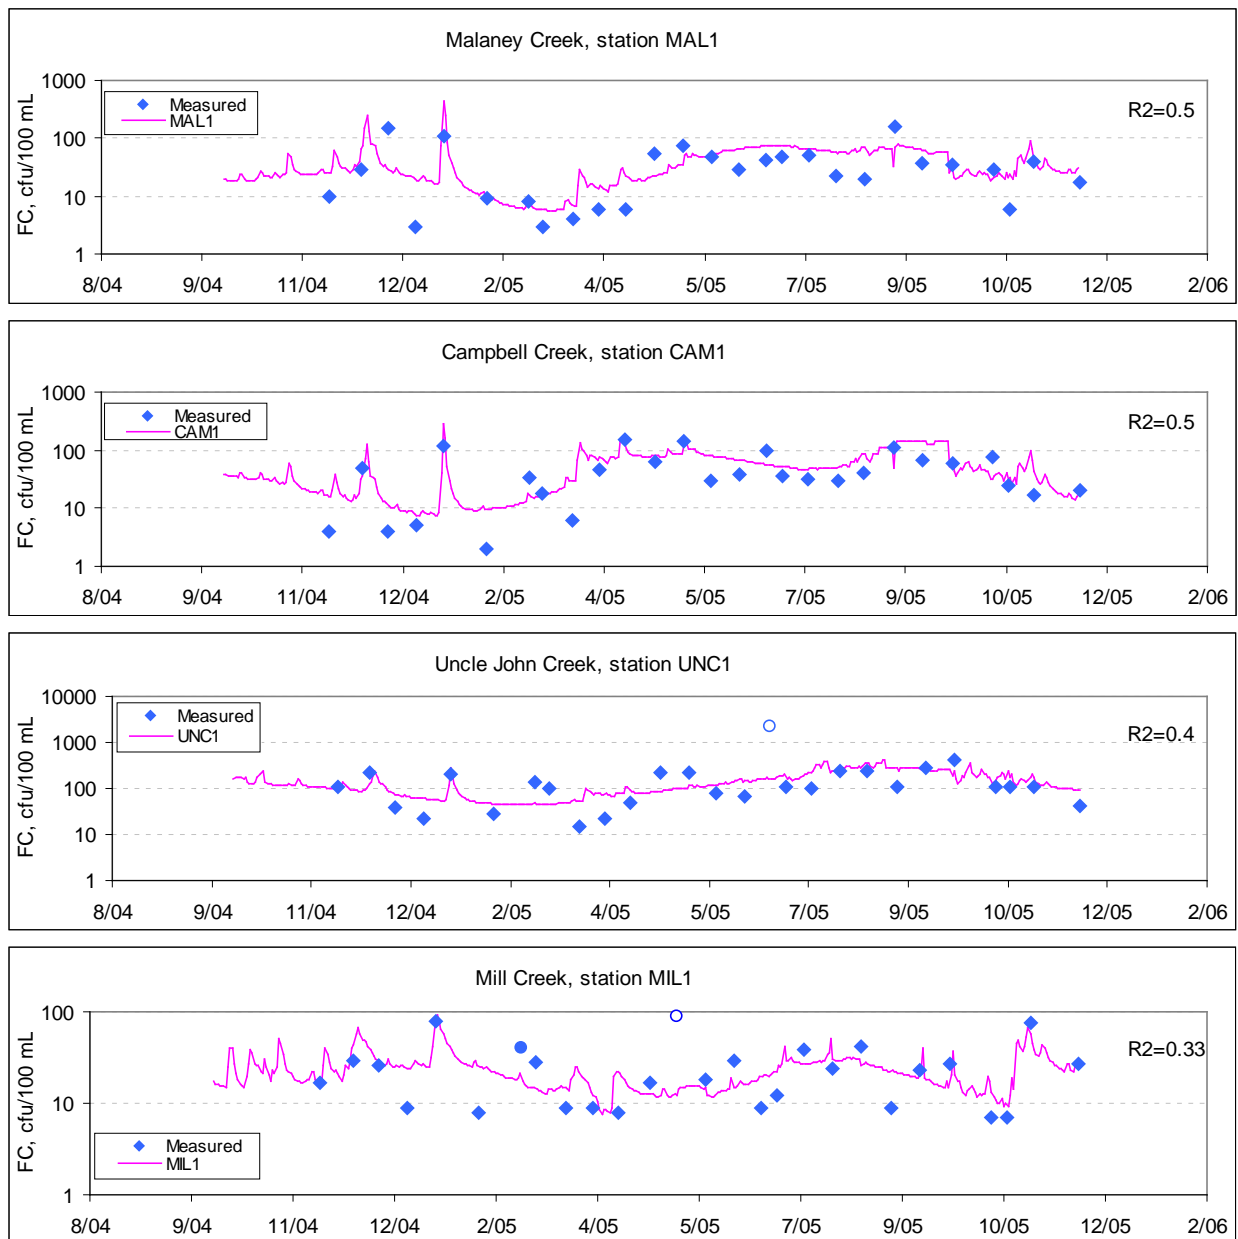 Malaney Creek, station MAL1
1000
100
10
1
FC, cfu/100 mL
Measured
MAL1
R2=0.5
8/04 9/04 11/04 12/04 2/05 4/05 5/05 7/05 9/05 10/05 12/05 2/06
Campbell Creek, station CAM1
1000
100
10
1
FC, cfu/100 mL
Measured
CAM1
R2=0.5
8/04 9/04 11/04 12/04 2/05 4/05 5/05 7/05 9/05 10/05 12/05 2/06
Uncle John Creek, station UNC1
10000
1000
100
10
1
Measured
UNC1
R2=0.4
8/04 9/04 11/04 12/04 2/05 4/05 5/05 7/05 9/05 10/05 12/05 2/06
Mill Creek, station MIL1
100
10
1
FC, cfu/100 mL
R2=0.33
Measured
MIL1
8/04 9/04 11/04 12/04 2/05 4/05 5/05 7/05 9/05 10/05 12/05 2/06